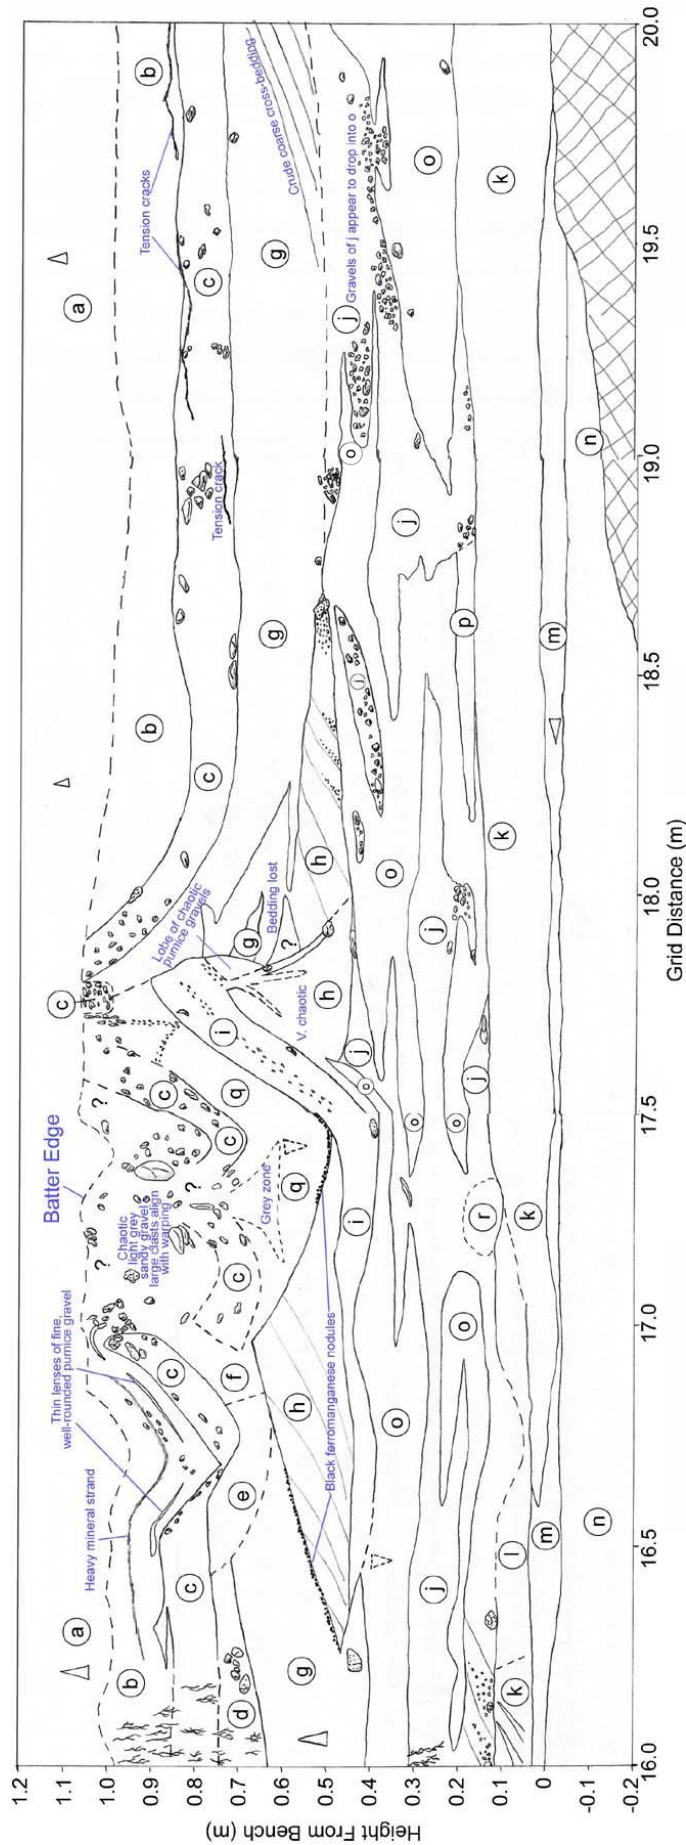 Height From Bench (m)
1.2
1.1
1.0
0.9
0.8
0.7
0.6
0.5
0.4
0.3
0.2
0.1
0
-0.1
-0.2
16.0
16.5
17.0
17.5
18.0
18.5
19.0
19.5
20.0
Grid Distance (m)
Batter Edge
Heavy mineral strand
Thin lenses of fine,
well-rounded pumice gravel
Chaotic
light grey
sandy gravel
large clasts align
with warping
Grey zone
Black ferromanganese nodules
Lobe of chaotic
pumice gravels
Bedding lost
V. chaotic
Tension crack
Tension cracks
Crude coarse cross-bedding
Gravels of j appear to drop into o
a
b
c
d
g
k
c
e
f
h
j
l
m
n
o
c
?
?
?
c
c
c
q
q
i
i
r
k
j
o
o
o
o
j
c
g
?
h
h
j
o
k
b
c
g
j
p
m
o
j
j
n
a
c
g
o
k
b